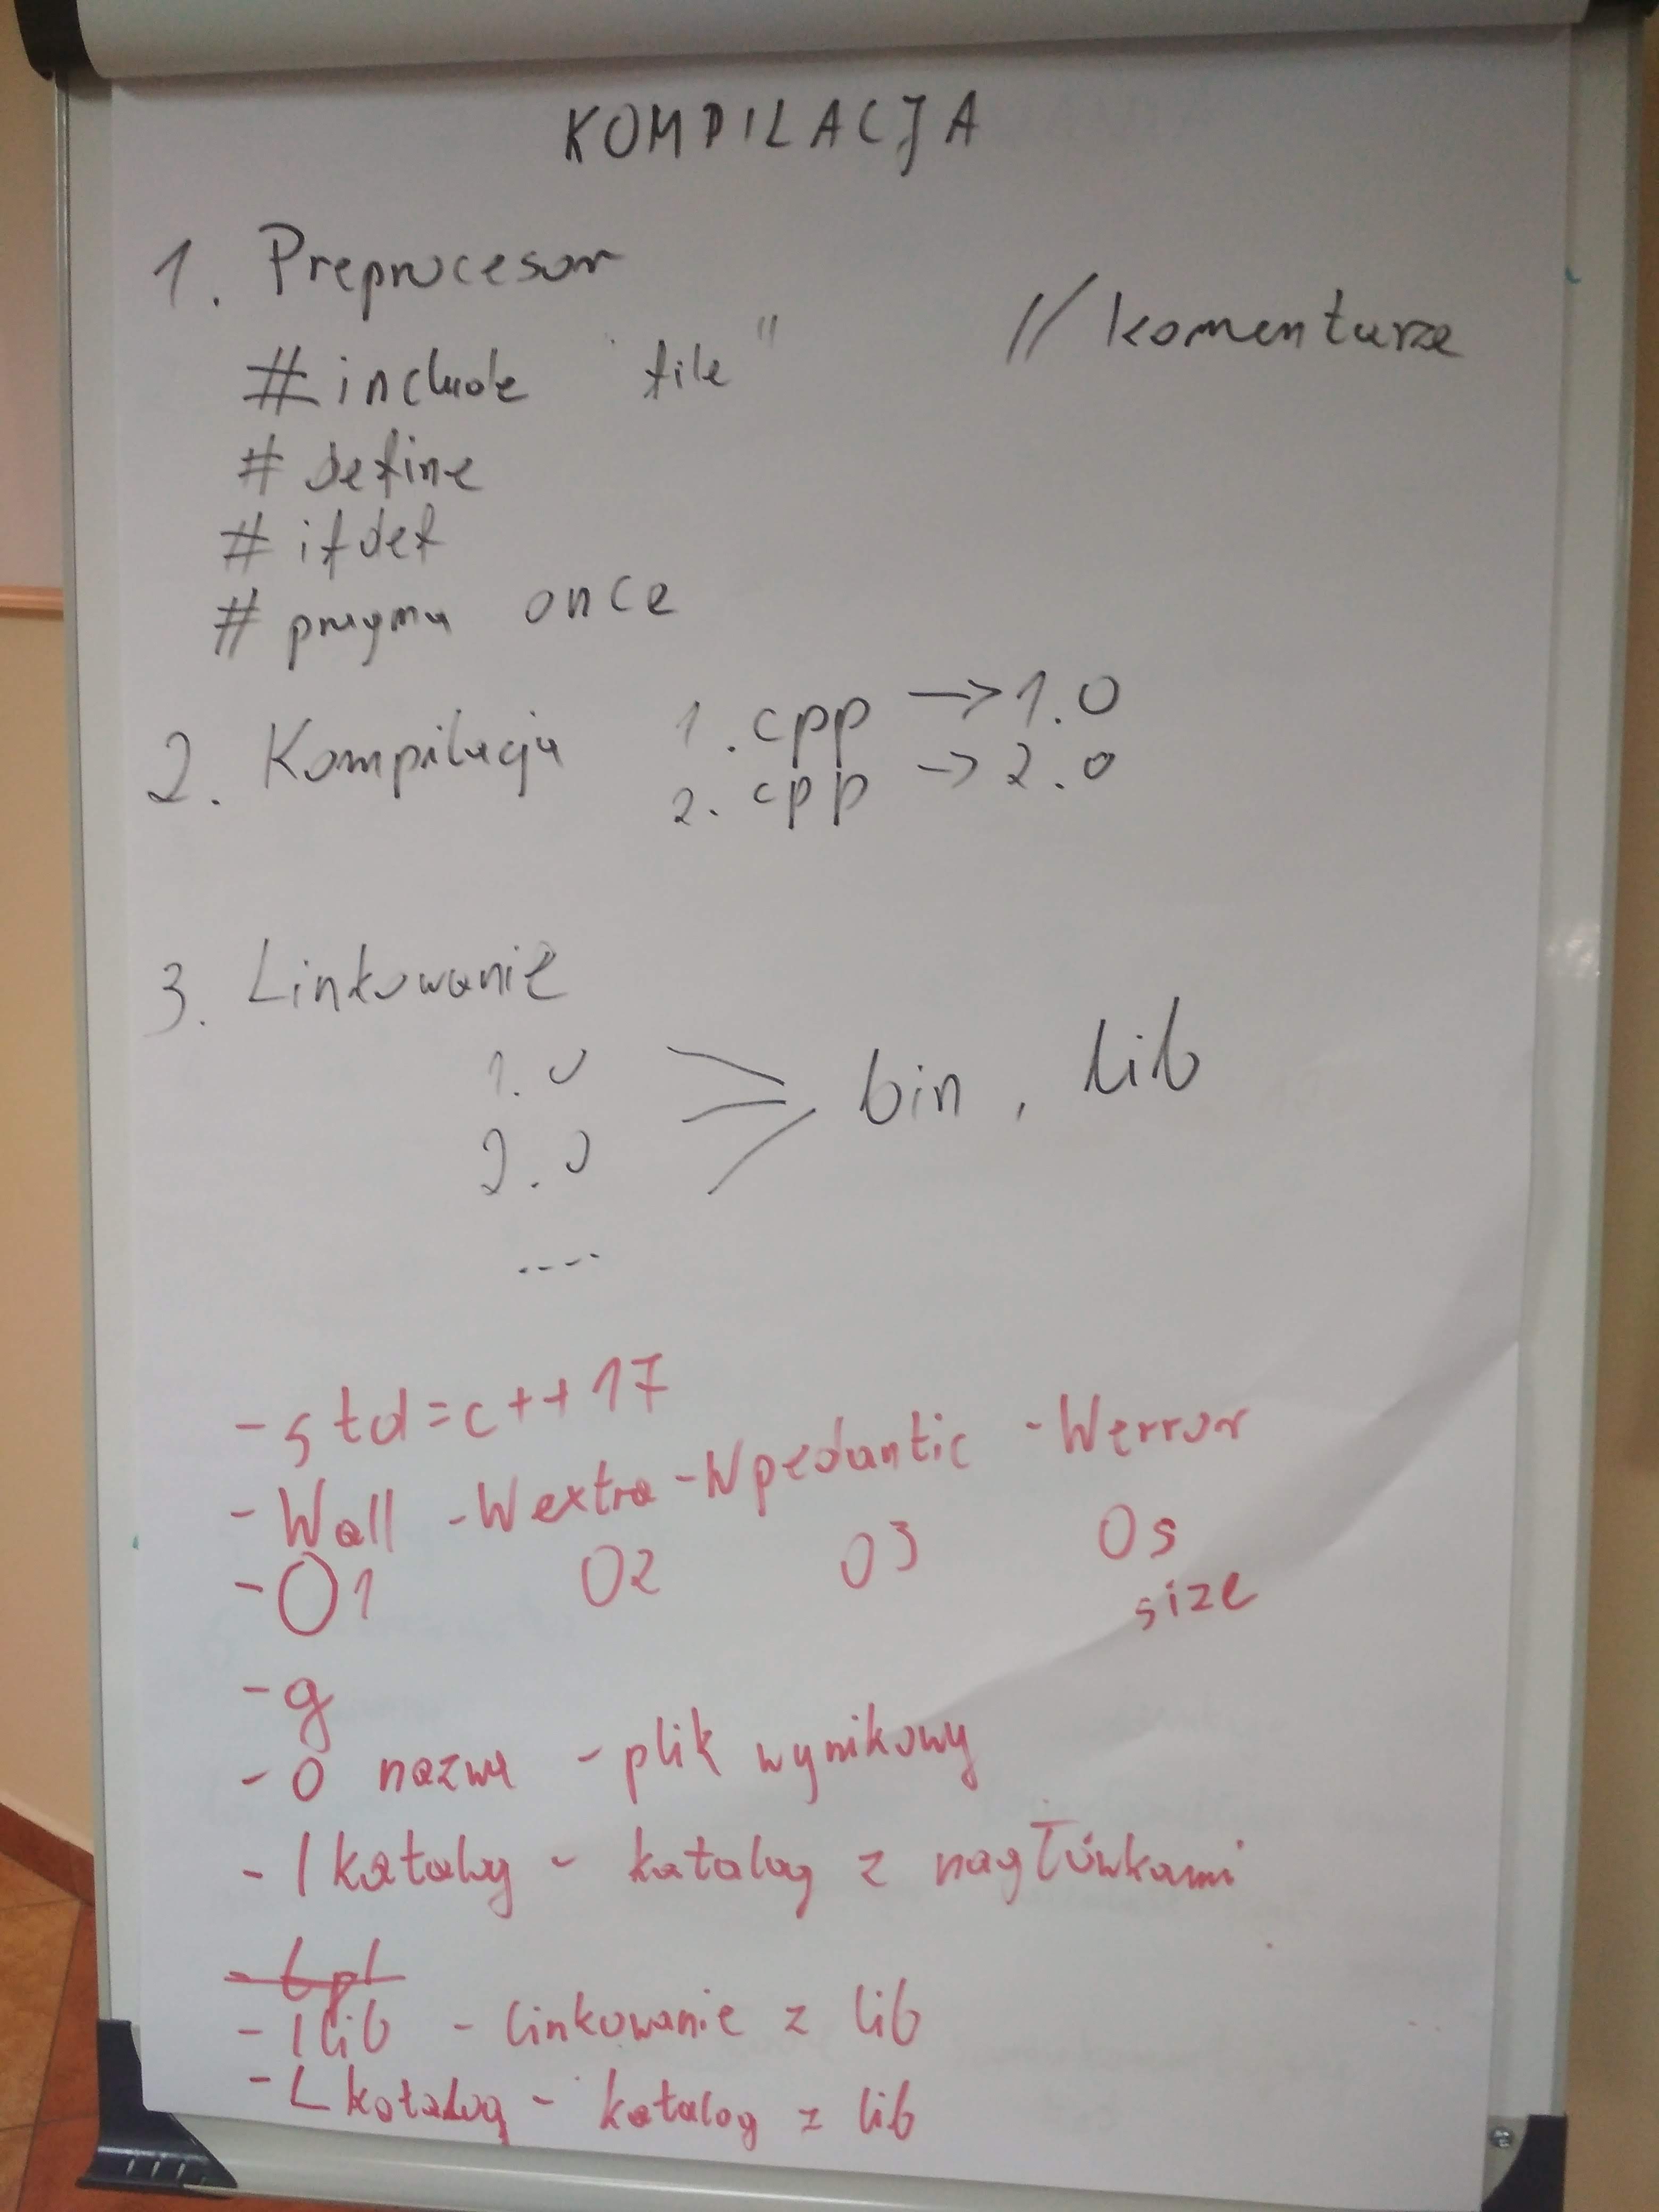 KOMPILACJA
1. Preprocesor
#include "file" // komentarze
# define
# ifdef
# pragma once
2. Kompilacja 1.cpp → 1.o
2.cpp → 2.o
3. Linkowanie
1.o
bin, lib
2.o
....
-std=c++17
-Wall -Wextra -Wpedantic -Werror
-O1 O2 O3 Os
size
-g
-o nazwa - plik wynikowy
-Ikatalog - katalog z nagłówkami
-llib - linkowanie z lib
-Lkatalog - katalog z lib